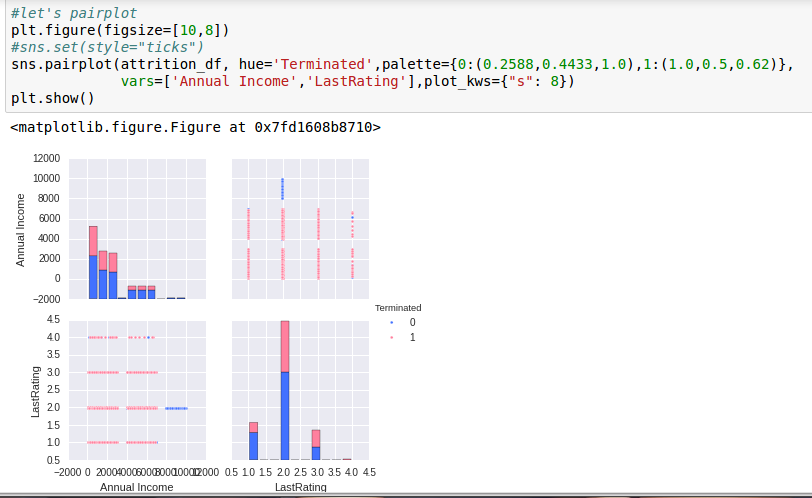 #let's pairplot
plt.figure(figsize=[10,8])
#sns.set(style="ticks")
sns.pairplot(attrition_df, hue='Terminated',palette={0:(0.2588,0.4433,1.0),1:(1.0,0.5,0.62)},
vars=['Annual Income','LastRating'],plot_kws={"s": 8})
plt.show()
<matplotlib.figure.Figure at 0x7fd1608b8710>
12000
10000
8000
6000
4000
2000
0
−2000
Annual Income
Terminated
0
1
4.5
4.0
3.5
3.0
2.5
2.0
1.5
1.0
0.5
LastRating
−2000 0 2000 4000 6000 8000 10000 12000
0.5 1.0 1.5 2.0 2.5 3.0 3.5 4.0 4.5
Annual Income
LastRating